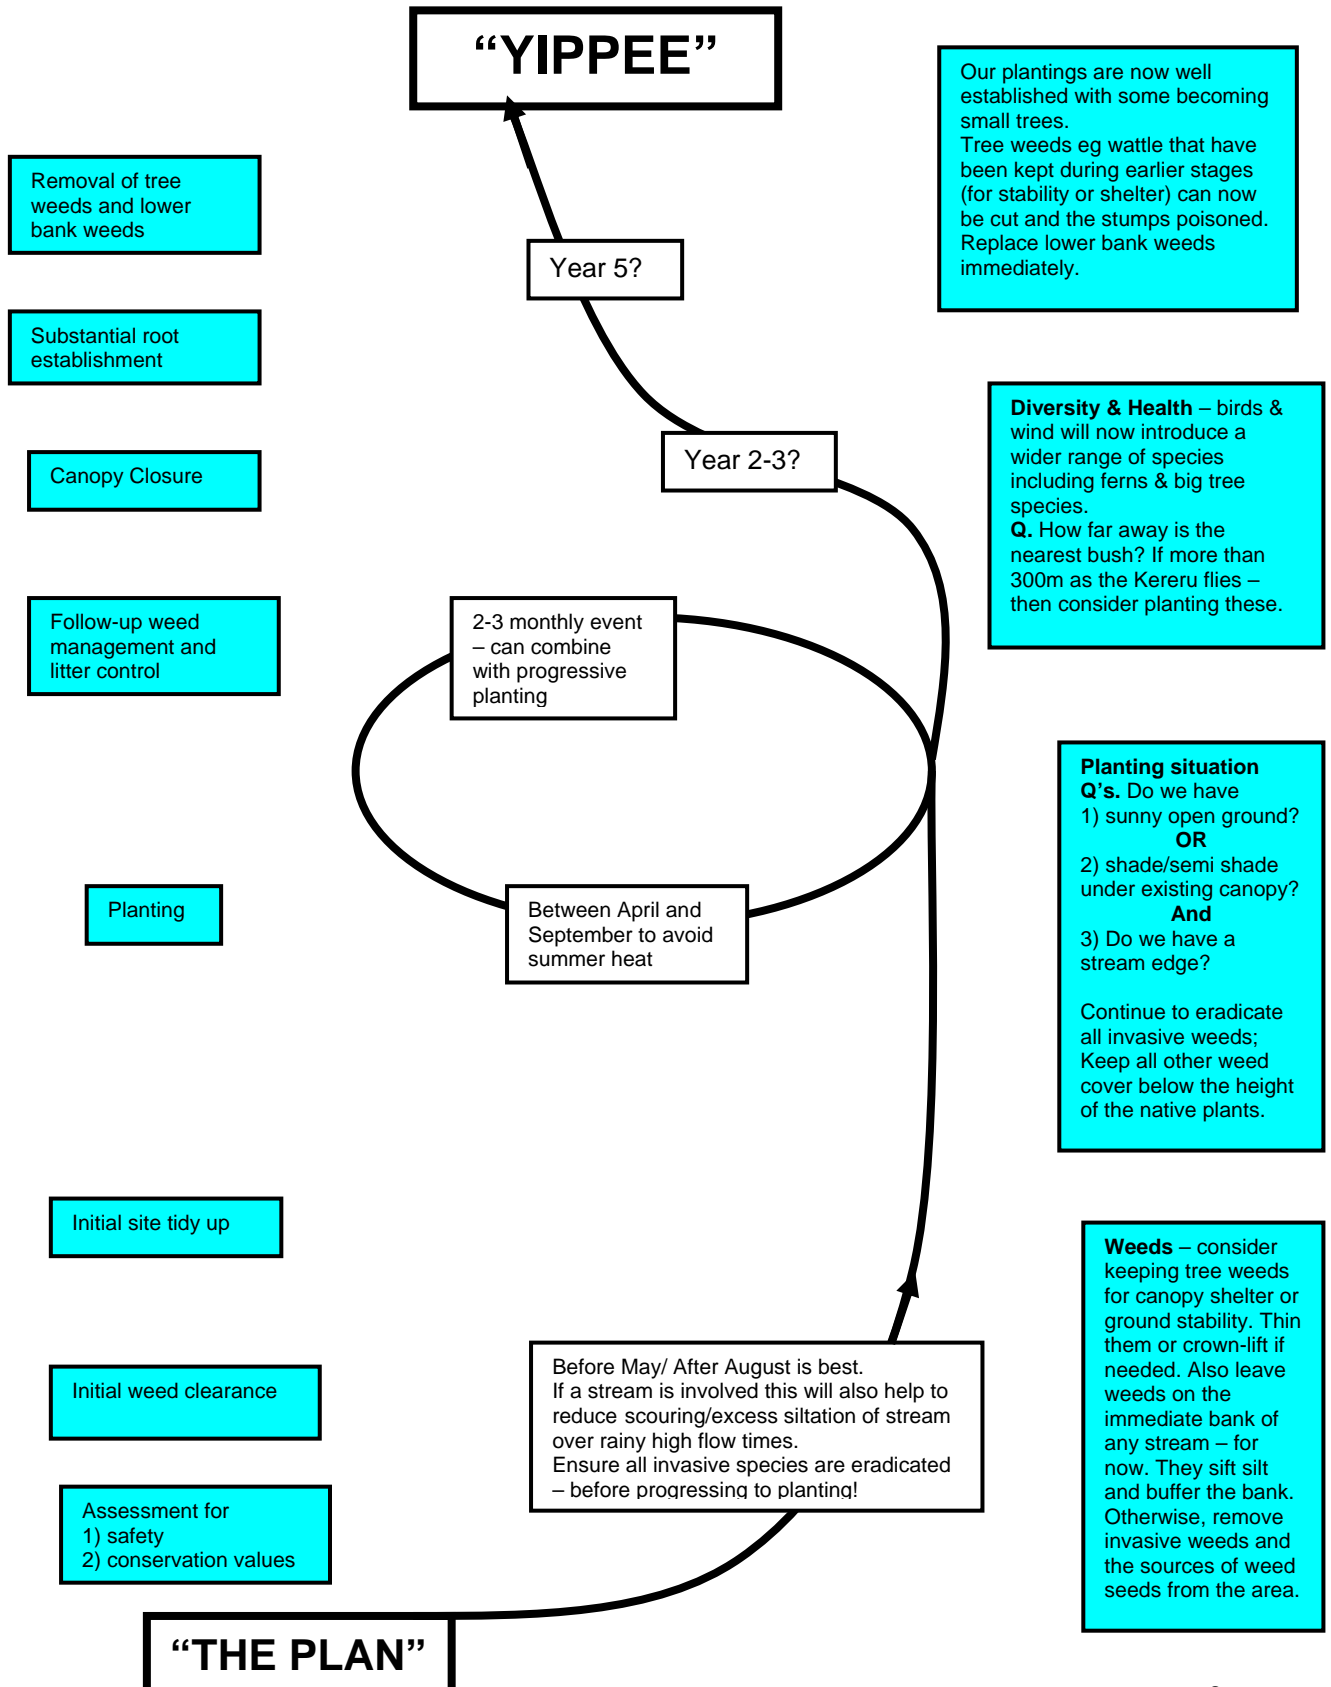 “YIPPEE”
Our plantings are now well
established with some becoming
small trees.
Tree weeds eg wattle that have
been kept during earlier stages
(for stability or shelter) can now
be cut and the stumps poisoned.
Replace lower bank weeds
immediately.
Removal of tree
weeds and lower
bank weeds
Year 5?
Substantial root
establishment
Diversity & Health – birds &
wind will now introduce a
wider range of species
including ferns & big tree
species.
Q. How far away is the
nearest bush? If more than
300m as the Kereru flies –
then consider planting these.
Year 2-3?
Canopy Closure
Follow-up weed
management and
litter control
2-3 monthly event
– can combine
with progressive
planting
Planting situation
Q’s. Do we have
1) sunny open ground?
OR
2) shade/semi shade
under existing canopy?
And
3) Do we have a
stream edge?
Continue to eradicate
all invasive weeds;
Keep all other weed
cover below the height
of the native plants.
Planting
Between April and
September to avoid
summer heat
Initial site tidy up
Weeds – consider
keeping tree weeds
for canopy shelter or
ground stability. Thin
them or crown-lift if
needed. Also leave
weeds on the
immediate bank of
any stream – for
now. They sift silt
and buffer the bank.
Otherwise, remove
invasive weeds and
the sources of weed
seeds from the area.
Initial weed clearance
Before May/ After August is best.
If a stream is involved this will also help to
reduce scouring/excess siltation of stream
over rainy high flow times.
Ensure all invasive species are eradicated
– before progressing to planting!
Assessment for
1) safety
2) conservation values
“THE PLAN”